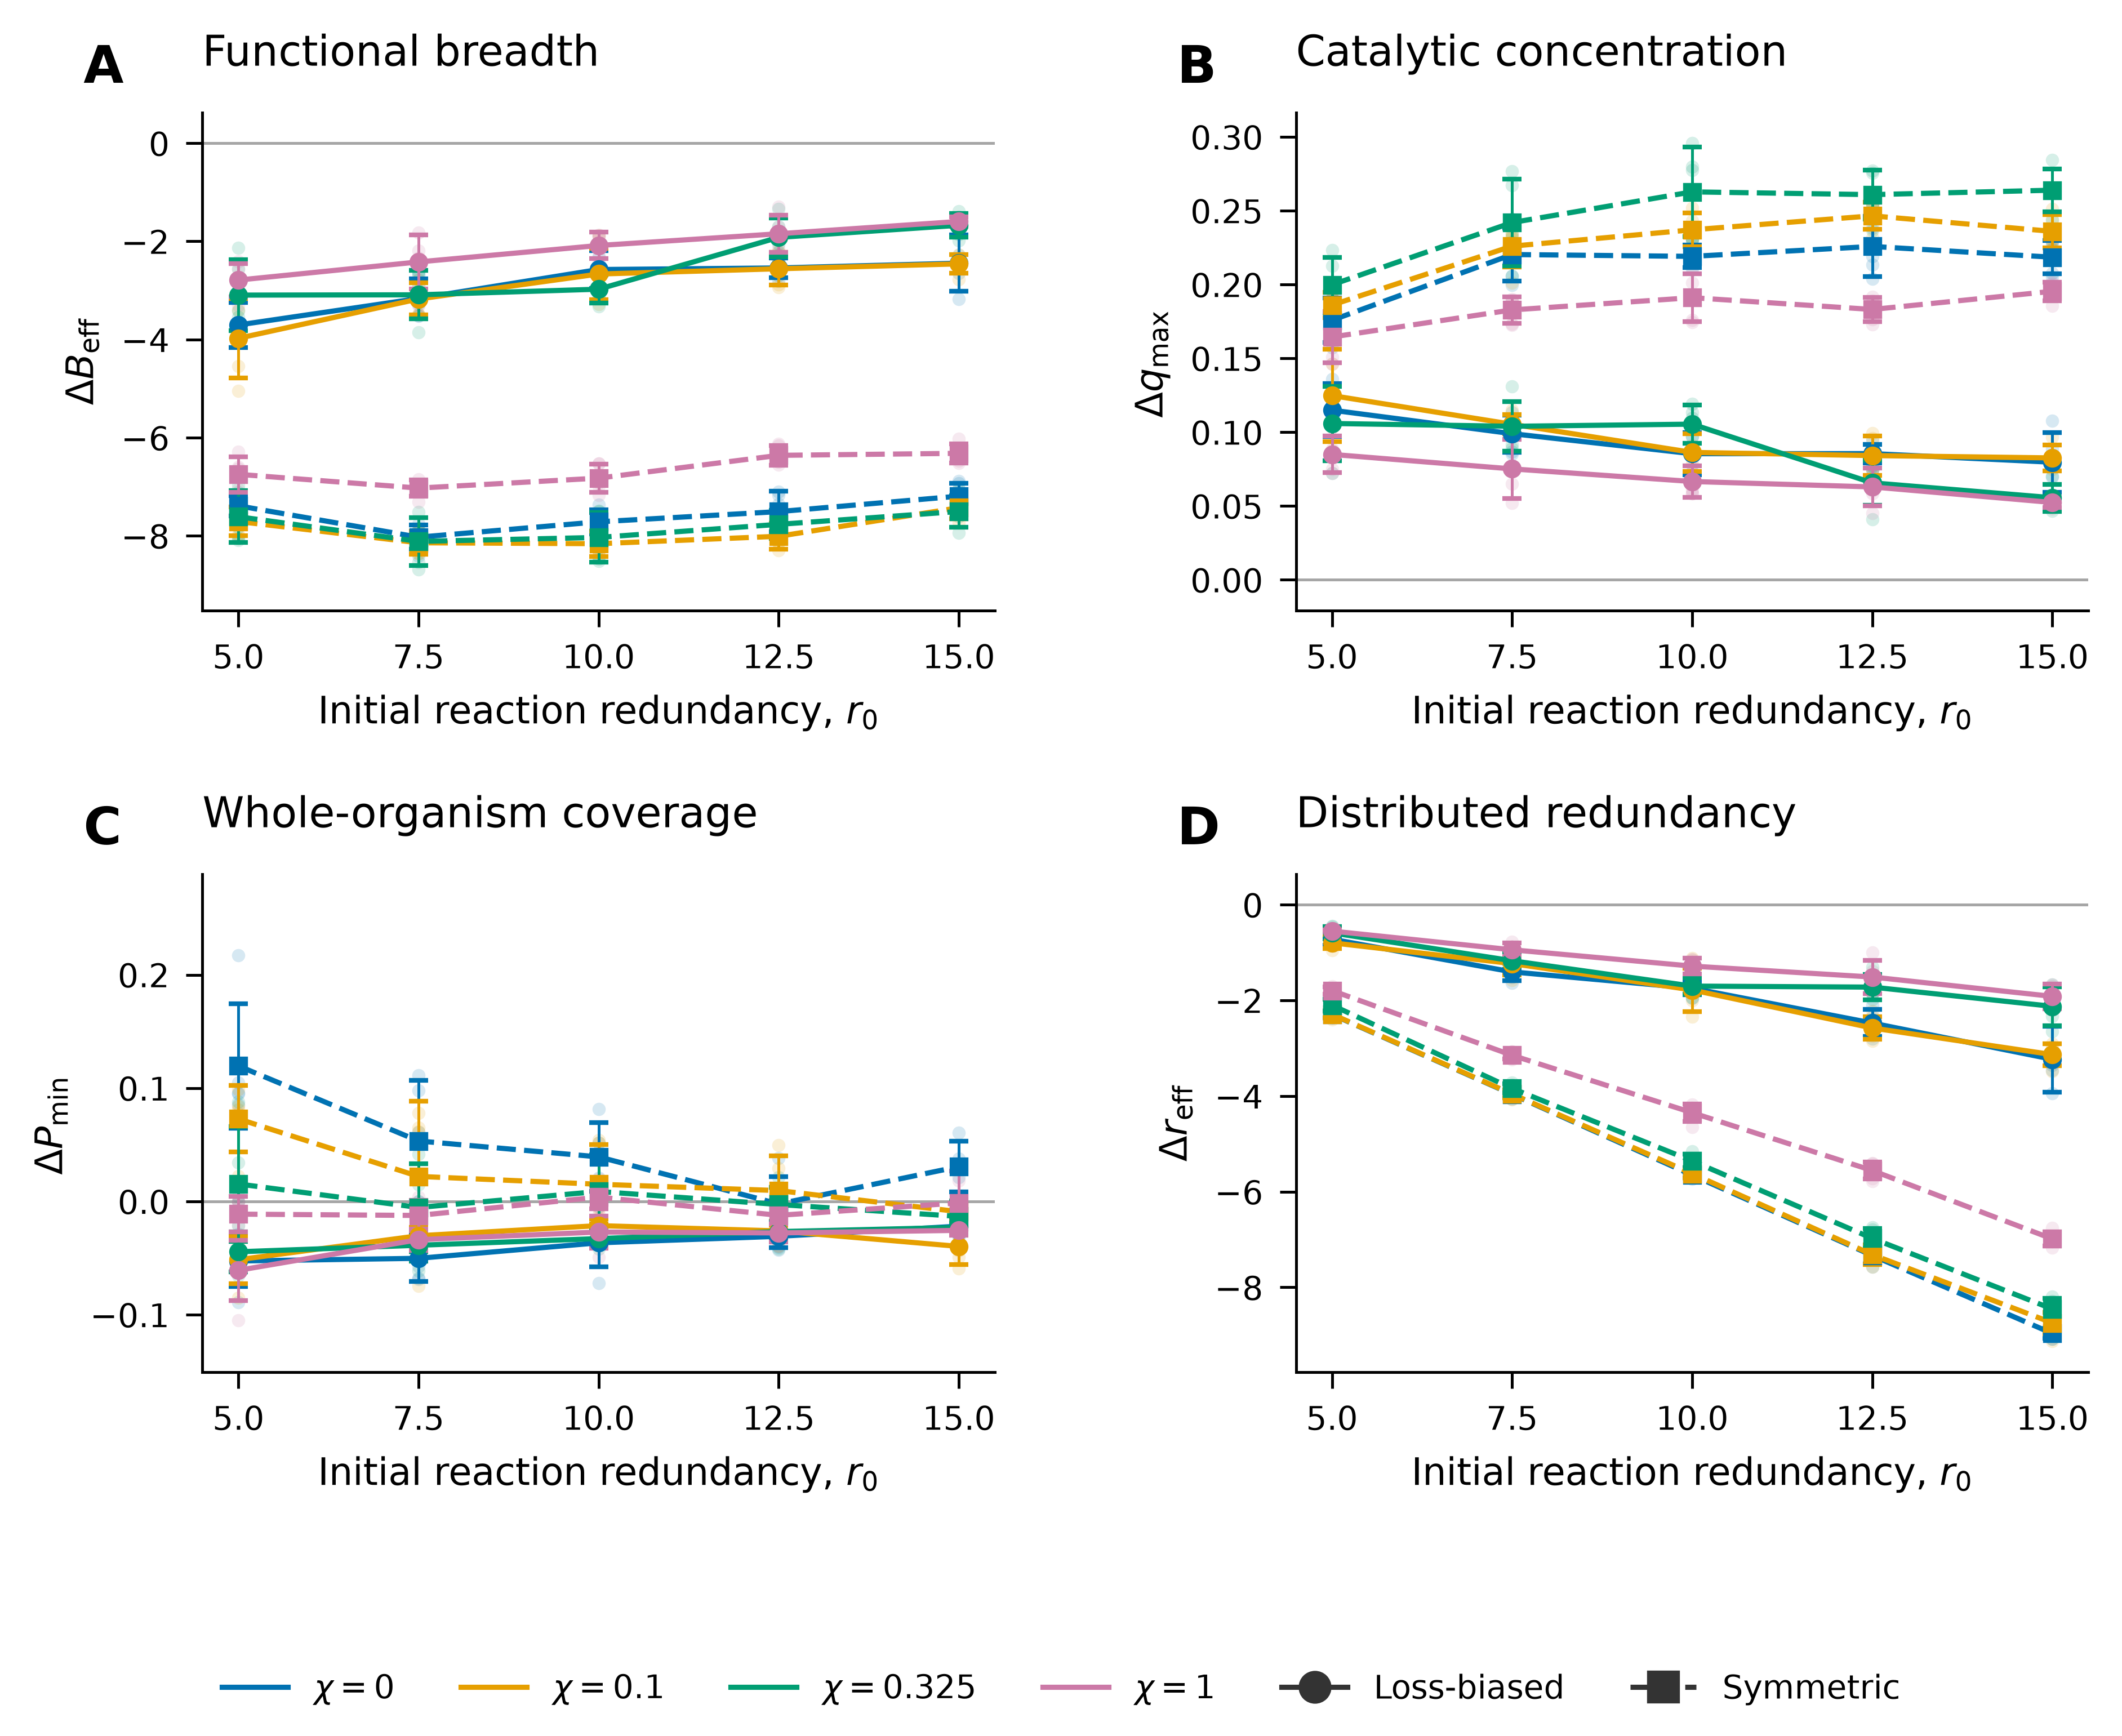 A Functional breadth
0
−2
−4
−6
−8
ΔB_eff
5.0 7.5 10.0 12.5 15.0
Initial reaction redundancy, r₀
B Catalytic concentration
0.30
0.25
0.20
0.15
0.10
0.05
0.00
Δq_max
5.0 7.5 10.0 12.5 15.0
Initial reaction redundancy, r₀
C Whole-organism coverage
0.2
0.1
0.0
−0.1
ΔP_min
5.0 7.5 10.0 12.5 15.0
Initial reaction redundancy, r₀
D Distributed redundancy
0
−2
−4
−6
−8
Δr_eff
5.0 7.5 10.0 12.5 15.0
Initial reaction redundancy, r₀
χ = 0 χ = 0.1 χ = 0.325 χ = 1 Loss-biased Symmetric